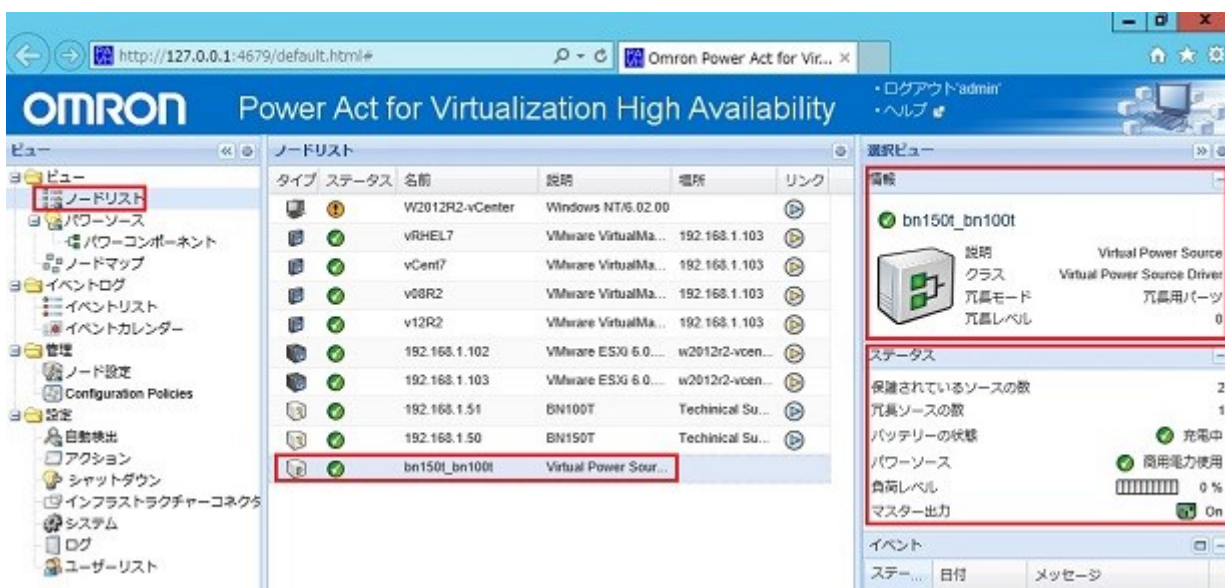 http://127.0.0.1:4679/default.html#
Omron Power Act for Vir...
OMRON
Power Act for Virtualization High Availability
・ログアウト'admin'
・ヘルプ
ビュー
ビュー
ノードリスト
パワーソース
パワーコンポーネント
ノードマップ
イベントログ
イベントリスト
イベントカレンダー
管理
ノード設定
Configuration Policies
設定
自動検出
アクション
シャットダウン
インフラストラクチャーコネクタ
システム
ログ
ユーザーリスト
ノードリスト
タイプ ステータス 名前 説明 場所 リンク
W2012R2-vCenter Windows NT/6.02.00
vRHEL7 VMware VirtualMa... 192.168.1.103
vCent7 VMware VirtualMa... 192.168.1.103
v08R2 VMware VirtualMa... 192.168.1.103
v12R2 VMware VirtualMa... 192.168.1.103
192.168.1.102 VMware ESXi 6.0.... w2012r2-vcen...
192.168.1.103 VMware ESXi 6.0.... w2012r2-vcen...
192.168.1.51 BN100T Techinical Su...
192.168.1.50 BN150T Techinical Su...
bn150t_bn100t Virtual Power Sour...
選択ビュー
情報
bn150t_bn100t
説明 Virtual Power Source
クラス Virtual Power Source Driver
冗長モード 冗長用パーツ
冗長レベル 0
ステータス
保護されているソースの数 2
冗長ソースの数 1
バッテリーの状態 充電中
パワーソース 商用電力使用
負荷レベル 0 %
マスター出力 On
イベント
ステー... 日付 メッセージ